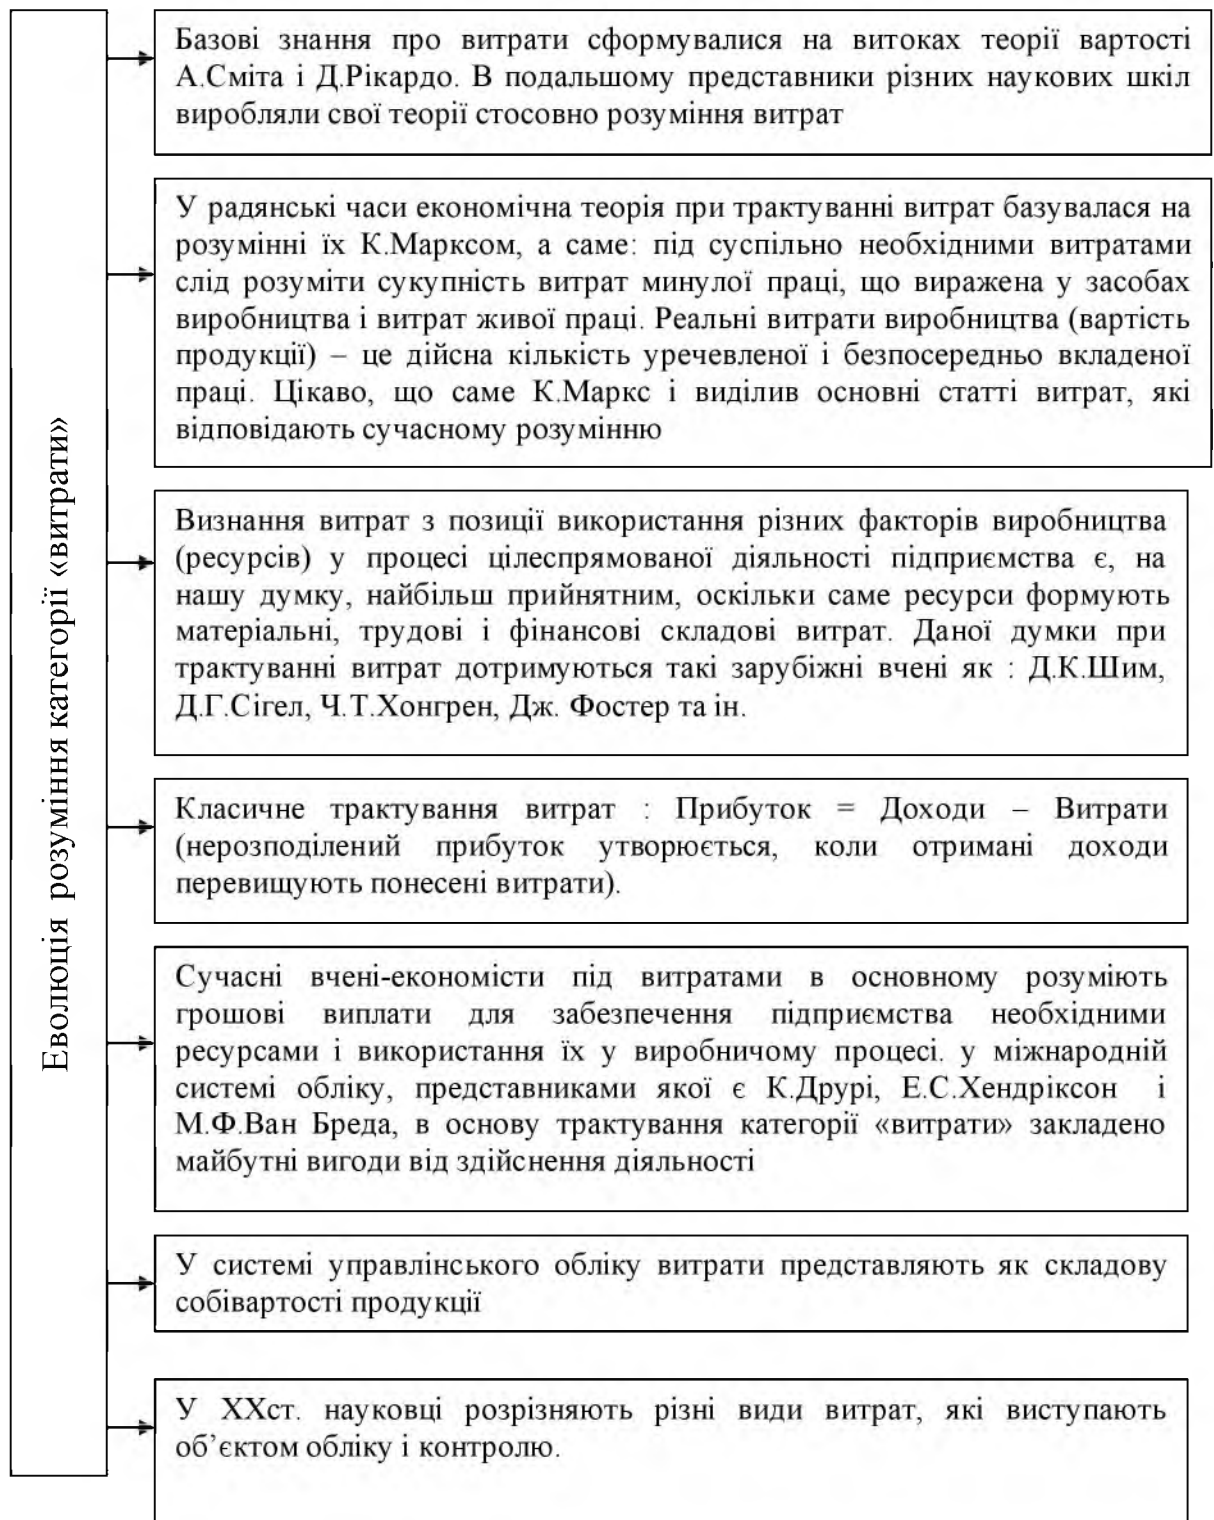 Еволюція розуміння категорії «витрати»
Базові знання про витрати сформувалися на витоках теорії вартості
А.Сміта і Д.Рікардо. В подальшому представники різних наукових шкіл
виробляли свої теорії стосовно розуміння витрат
У радянські часи економічна теорія при трактуванні витрат базувалася на
розумінні їх К.Марксом, а саме: під суспільно необхідними витратами
слід розуміти сукупність витрат минулої праці, що виражена у засобах
виробництва і витрат живої праці. Реальні витрати виробництва (вартість
продукції) – це дійсна кількість уречевленої і безпосередньо вкладеної
праці. Цікаво, що саме К.Маркс і виділив основні статті витрат, які
відповідають сучасному розумінню
Визнання витрат з позиції використання різних факторів виробництва
(ресурсів) у процесі цілеспрямованої діяльності підприємства є, на
нашу думку, найбільш прийнятним, оскільки саме ресурси формують
матеріальні, трудові і фінансові складові витрат. Даної думки при
трактуванні витрат дотримуються такі зарубіжні вчені як : Д.К.Шим,
Д.Г.Сігел, Ч.Т.Хонгрен, Дж. Фостер та ін.
Класичне трактування витрат : Прибуток = Доходи – Витрати
(нерозподілений прибуток утворюється, коли отримані доходи
перевищують понесені витрати).
Сучасні вчені-економісти під витратами в основному розуміють
грошові виплати для забезпечення підприємства необхідними
ресурсами і використання їх у виробничому процесі. у міжнародній
системі обліку, представниками якої є К.Друрі, Е.С.Хендріксон і
М.Ф.Ван Бреда, в основу трактування категорії «витрати» закладено
майбутні вигоди від здійснення діяльності
У системі управлінського обліку витрати представляють як складову
собівартості продукції
У ХХст. науковці розрізняють різні види витрат, які виступають
об’єктом обліку і контролю.